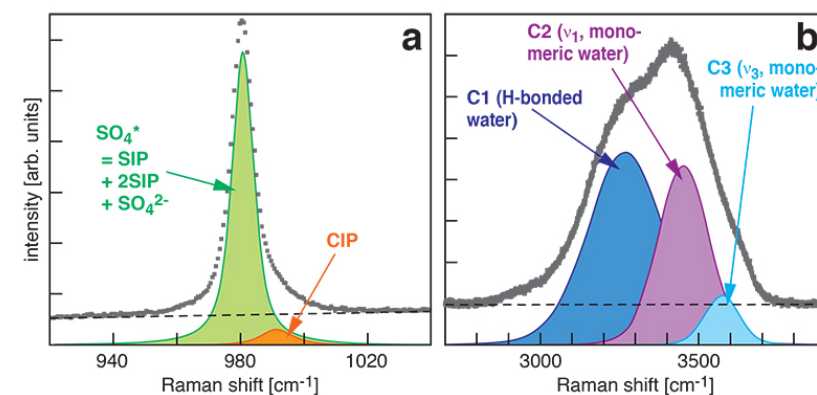 a
SO₄*
= SIP
+ 2SIP
+ SO₄²⁻
CIP
intensity [arb. units]
940
980
1020
Raman shift [cm⁻¹]
b
C2 (ν₁, mono-
meric water)
C3 (ν₃, mono-
meric water)
C1 (H-bonded
water)
3000
3500
Raman shift [cm⁻¹]